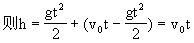 则h = gt²/2 + (v₀t − gt²/2) = v₀t